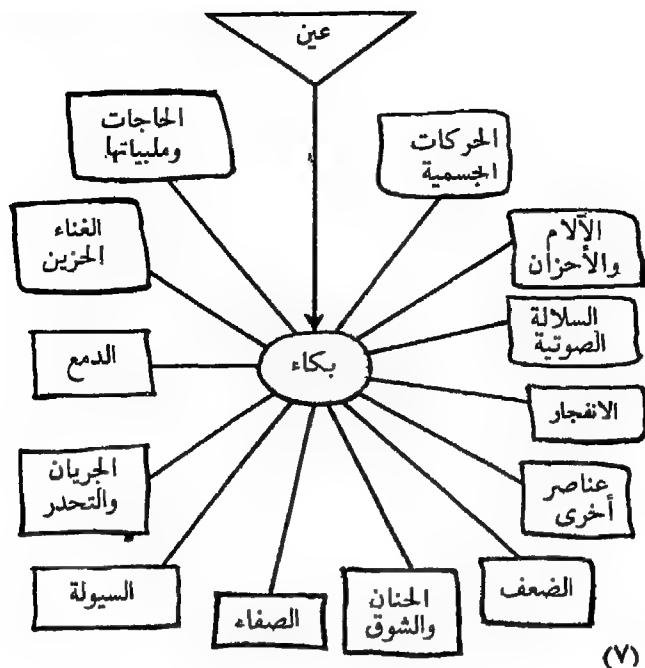 عين
الحركات
الجسمية
الحاجات
وملبياتها
الآلام
والأحزان
الغناء
الحزين
السلالة
الصوتية
بكاء
الدمع
الانفجار
عناصر
أخرى
الجريان
والتحدر
الضعف
الحنان
والشوق
الصفاء
السيولة
(٧)